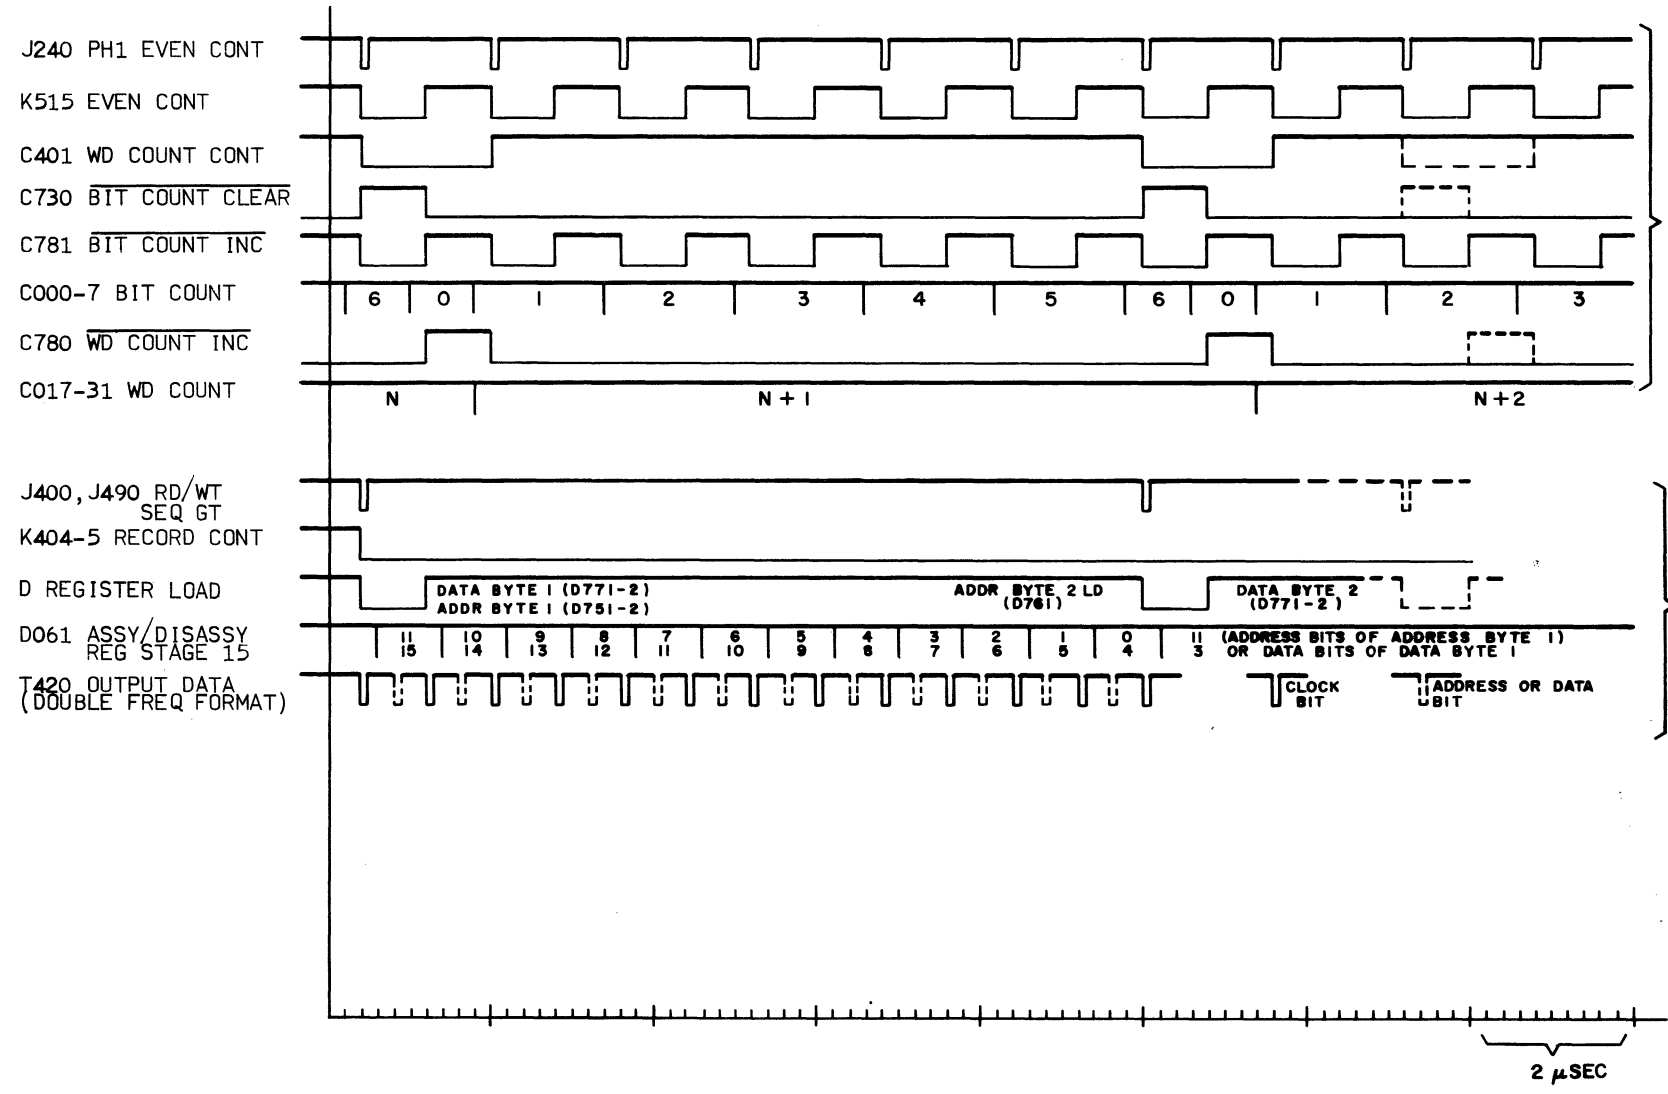 J240 PH1 EVEN CONT
K515 EVEN CONT
C401 WD COUNT CONT
C730 BIT COUNT CLEAR
C781 BIT COUNT INC
C000-7 BIT COUNT
6 0 1 2 3 4 5 6 0 1 2 3
C780 WD COUNT INC
C017-31 WD COUNT
N N+1 N+2
J400, J490 RD/WT
SEQ GT
K404-5 RECORD CONT
D REGISTER LOAD
DATA BYTE 1 (D771-2)
ADDR BYTE 1 (D751-2)
ADDR BYTE 2 LD
(D761)
DATA BYTE 2
(D771-2)
D061 ASSY/DISASSY
REG STAGE 15
11 10 9 8 7 6 5 4 3 2 1 0 11 (ADDRESS BITS OF ADDRESS BYTE 1)
15 14 13 12 11 10 9 8 7 6 5 4 3 OR DATA BITS OF DATA BYTE 1
T420 OUTPUT DATA
(DOUBLE FREQ FORMAT)
CLOCK
BIT
ADDRESS OR DATA
BIT
2 μSEC